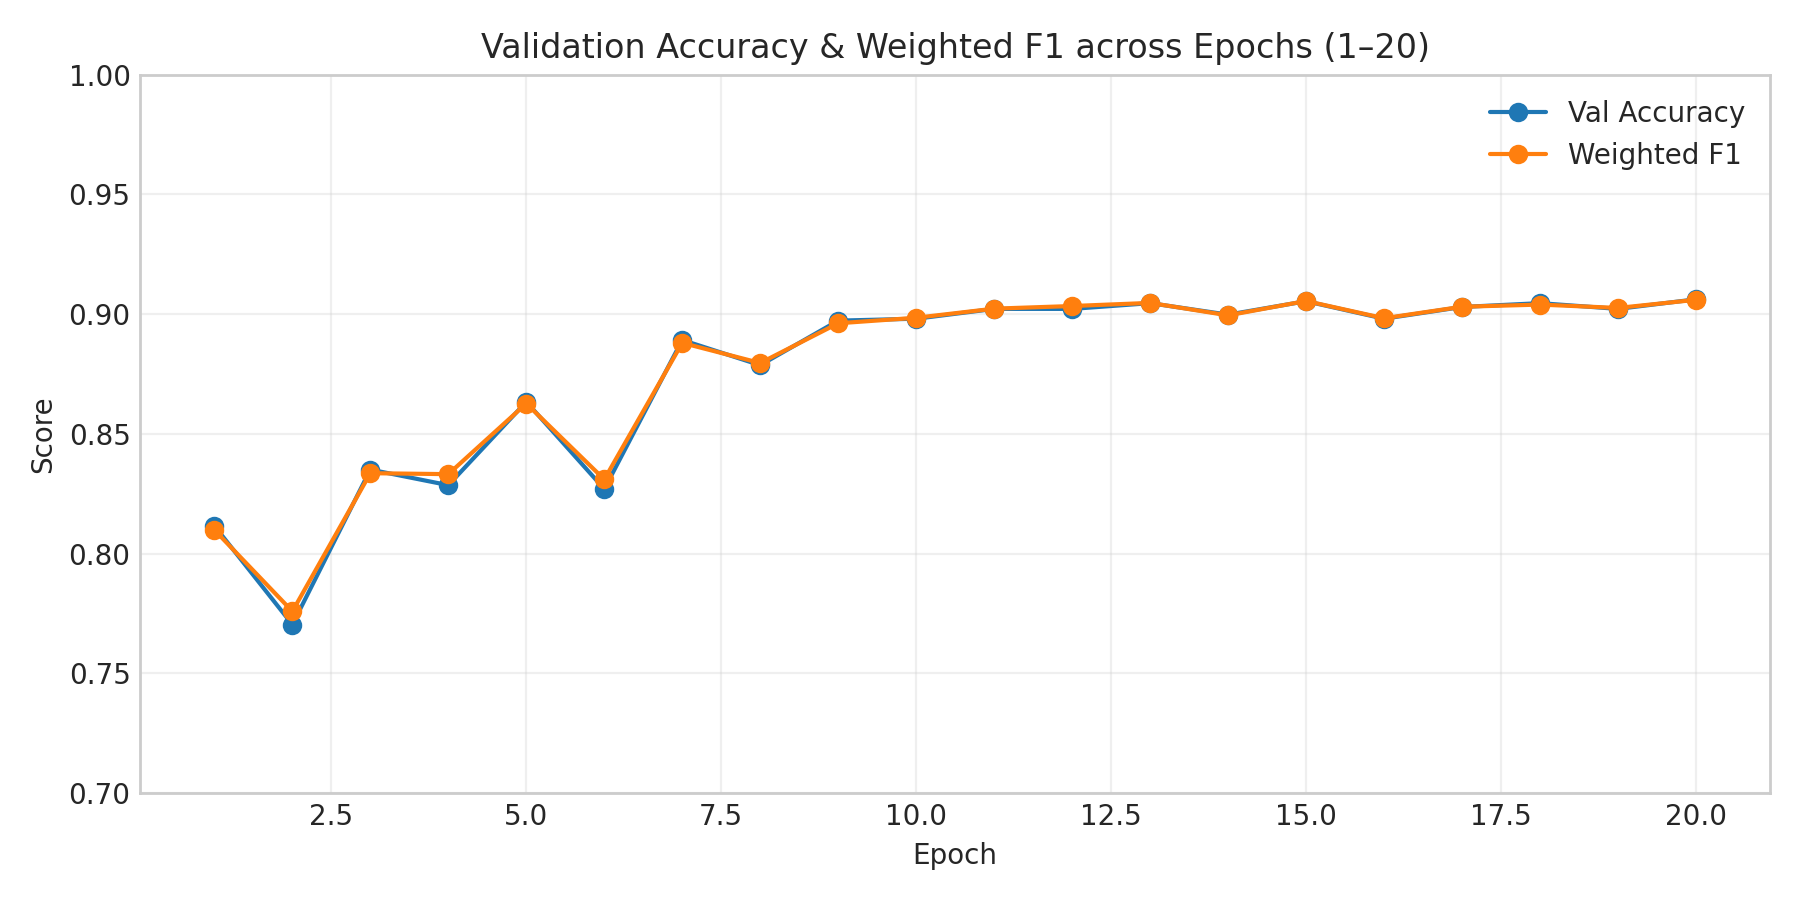 Validation Accuracy & Weighted F1 across Epochs (1–20)
1.00
0.95
0.90
0.85
0.80
0.75
0.70
Score
Val Accuracy
Weighted F1
2.5 5.0 7.5 10.0 12.5 15.0 17.5 20.0
Epoch